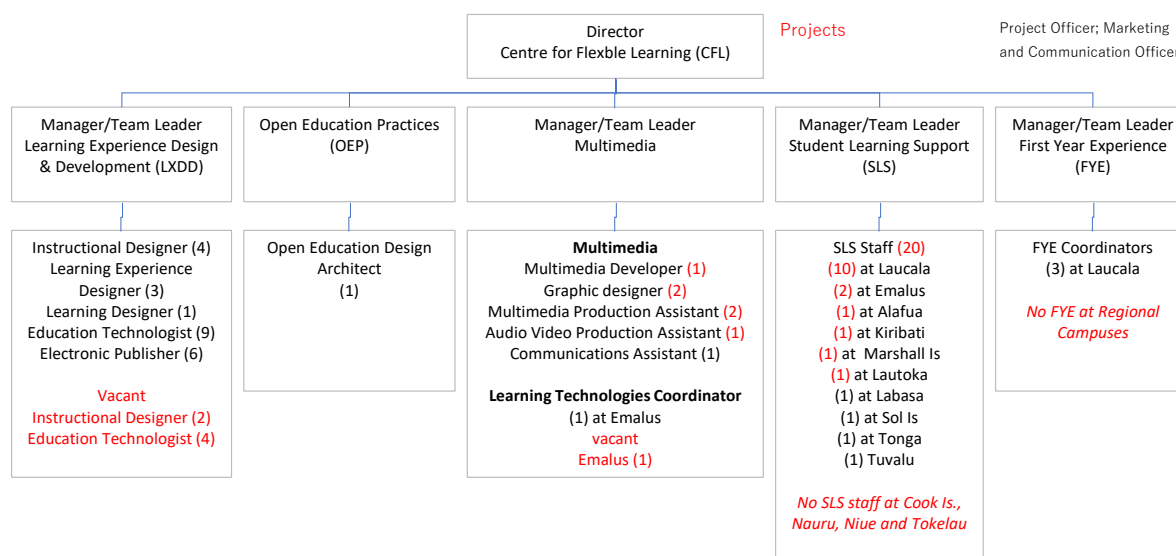 Director
Centre for Flexble Learning (CFL)
Projects
Project Officer; Marketing
and Communication Officer
Manager/Team Leader
Learning Experience Design
& Development (LXDD)
Open Education Practices
(OEP)
Manager/Team Leader
Multimedia
Manager/Team Leader
Student Learning Support
(SLS)
Manager/Team Leader
First Year Experience
(FYE)
Instructional Designer (4)
Learning Experience
Designer (3)
Learning Designer (1)
Education Technologist (9)
Electronic Publisher (6)
Vacant
Instructional Designer (2)
Education Technologist (4)
Open Education Design
Architect
(1)
Multimedia
Multimedia Developer (1)
Graphic designer (2)
Multimedia Production Assistant (2)
Audio Video Production Assistant (1)
Communications Assistant (1)
Learning Technologies Coordinator
(1) at Emalus
vacant
Emalus (1)
SLS Staff (20)
(10) at Laucala
(2) at Emalus
(1) at Alafua
(1) at Kiribati
(1) at Marshall Is
(1) at Lautoka
(1) at Labasa
(1) at Sol Is
(1) at Tonga
(1) Tuvalu
No SLS staff at Cook Is.,
Nauru, Niue and Tokelau
FYE Coordinators
(3) at Laucala
No FYE at Regional
Campuses